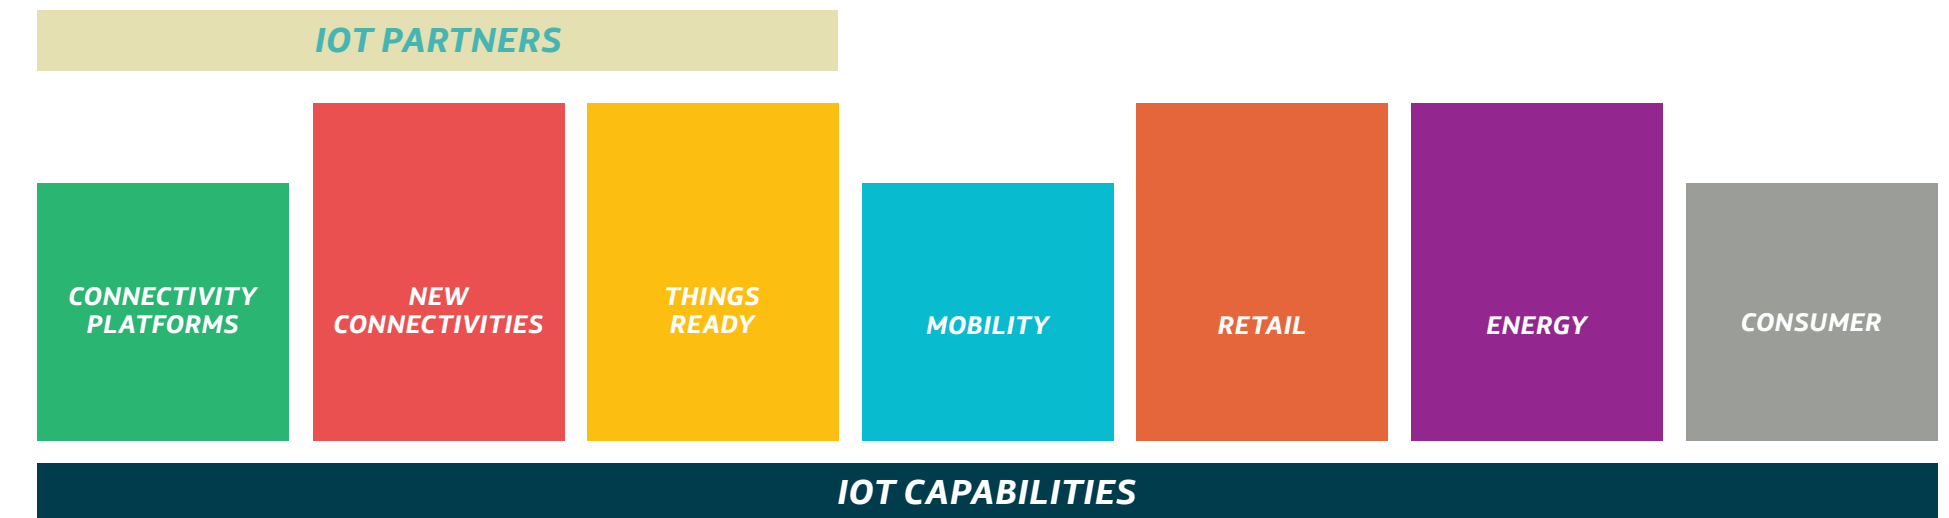 IOT PARTNERS
CONNECTIVITY
PLATFORMS
NEW
CONNECTIVITIES
THINGS
READY
MOBILITY
RETAIL
ENERGY
CONSUMER
IOT CAPABILITIES